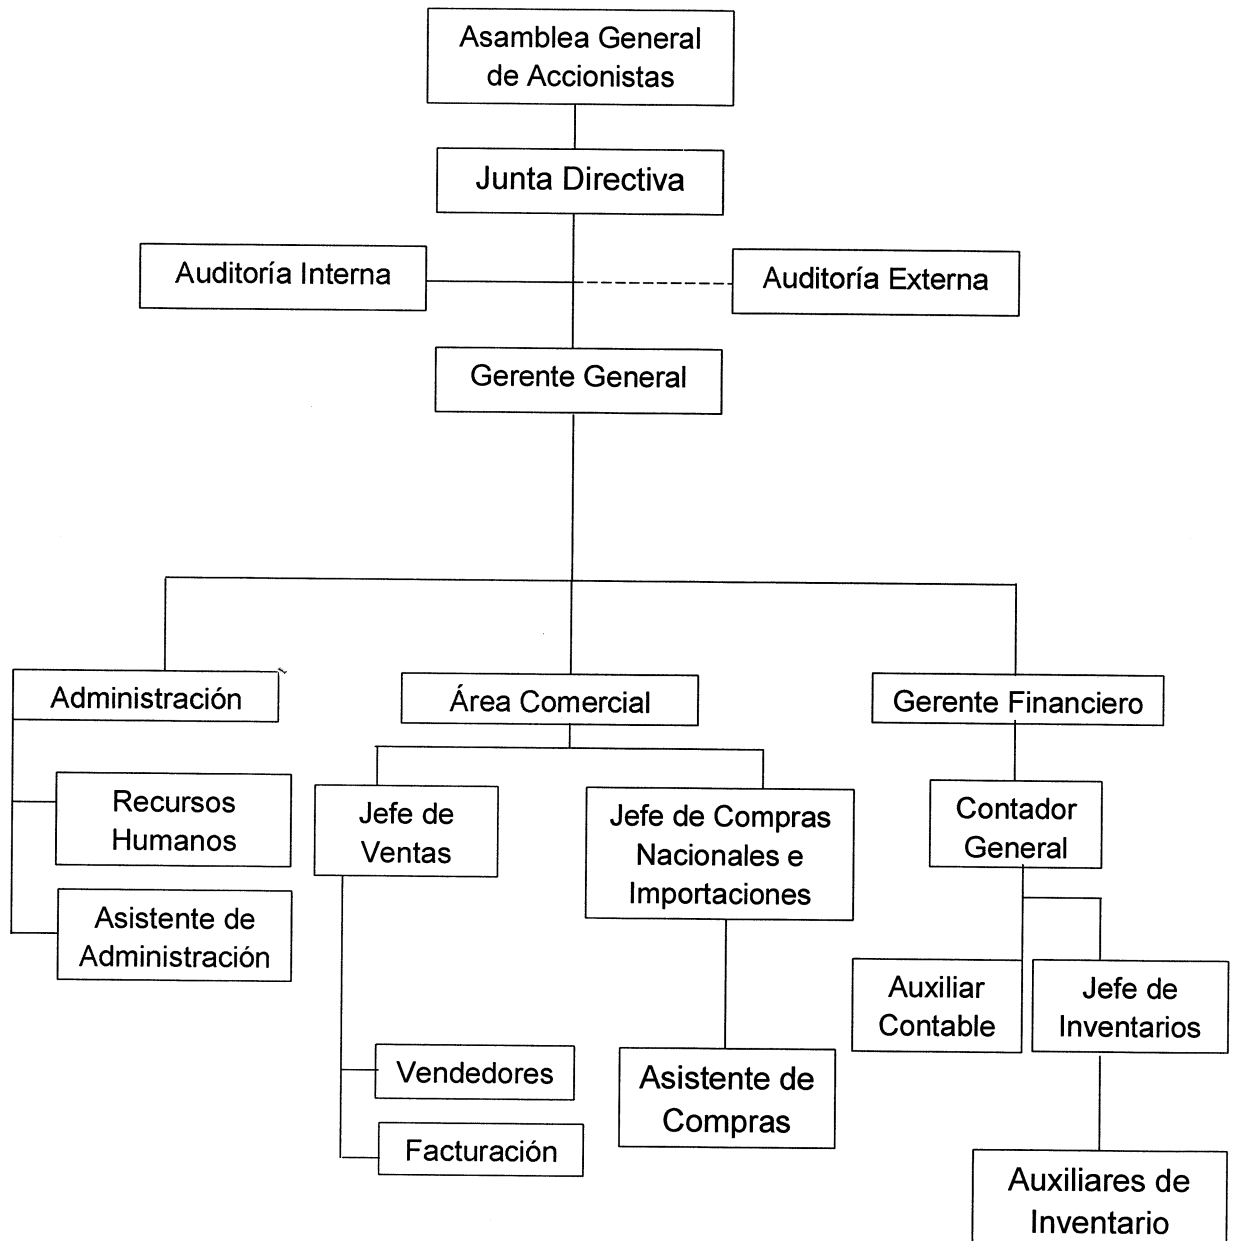 Asamblea General
de Accionistas
Junta Directiva
Auditoría Interna
Auditoría Externa
Gerente General
Administración
Área Comercial
Gerente Financiero
Recursos
Humanos
Jefe de
Ventas
Jefe de Compras
Nacionales e
Importaciones
Contador
General
Asistente de
Administración
Auxiliar
Contable
Jefe de
Inventarios
Vendedores
Asistente de
Compras
Facturación
Auxiliares de
Inventario